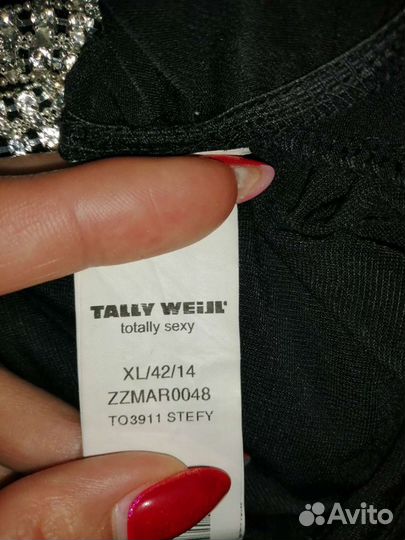 TALLY WEiJL
totally sexy
XL/42/14
ZZMAR0048
TO3911 STEFY
Avito